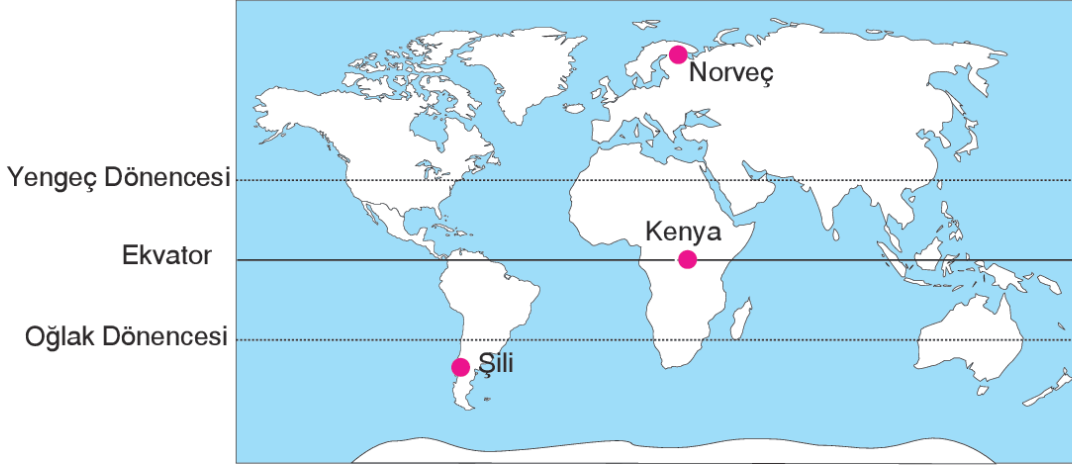 Norveç
Yengeç Dönencesi
Kenya
Ekvator
Oğlak Dönencesi
Şili